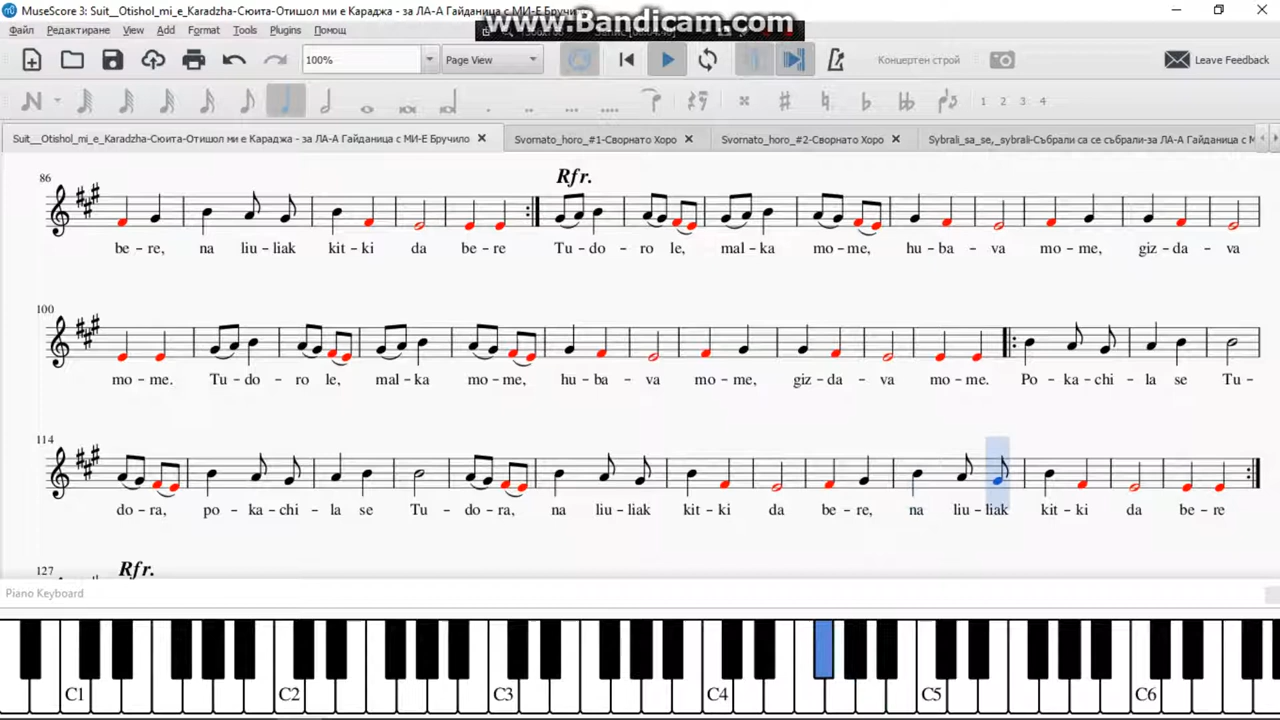 MuseScore 3: Suit__Otishol_mi_e_Karadzha-Сюита-Отишол ми е Караджа - за ЛА-А Гайданица с МИ-Е Бручило
www.Bandicam.com
Файл Редактиране View Add Format Tools Plugins Помощ
100% Page View Концертен строй Leave Feedback
1 2 3 4
Suit__Otishol_mi_e_Karadzha-Сюита-Отишол ми е Караджа - за ЛА-А Гайданица с МИ-Е Бручило Svornato_horo_#1-Сворнато Хоро Svornato_horo_#2-Сворнато Хоро Sybrali_sa_se,_sybrali-Събрали са се събрали-за ЛА-А Гайданица с М
86 Rfr.
be – re, na liu – liak kit – ki da be – re Tu – do – ro le, mal – ka mo – me, hu – ba – va mo – me, giz – da – va
100
mo – me. Tu – do – ro le, mal – ka mo – me, hu – ba – va mo – me, giz – da – va mo – me. Po – ka – chi – la se Tu –
114
do – ra, po – ka – chi – la se Tu – do – ra, na liu – liak kit – ki da be – re, na liu – liak kit – ki da be – re
127 Rfr.
Piano Keyboard
C1 C2 C3 C4 C5 C6